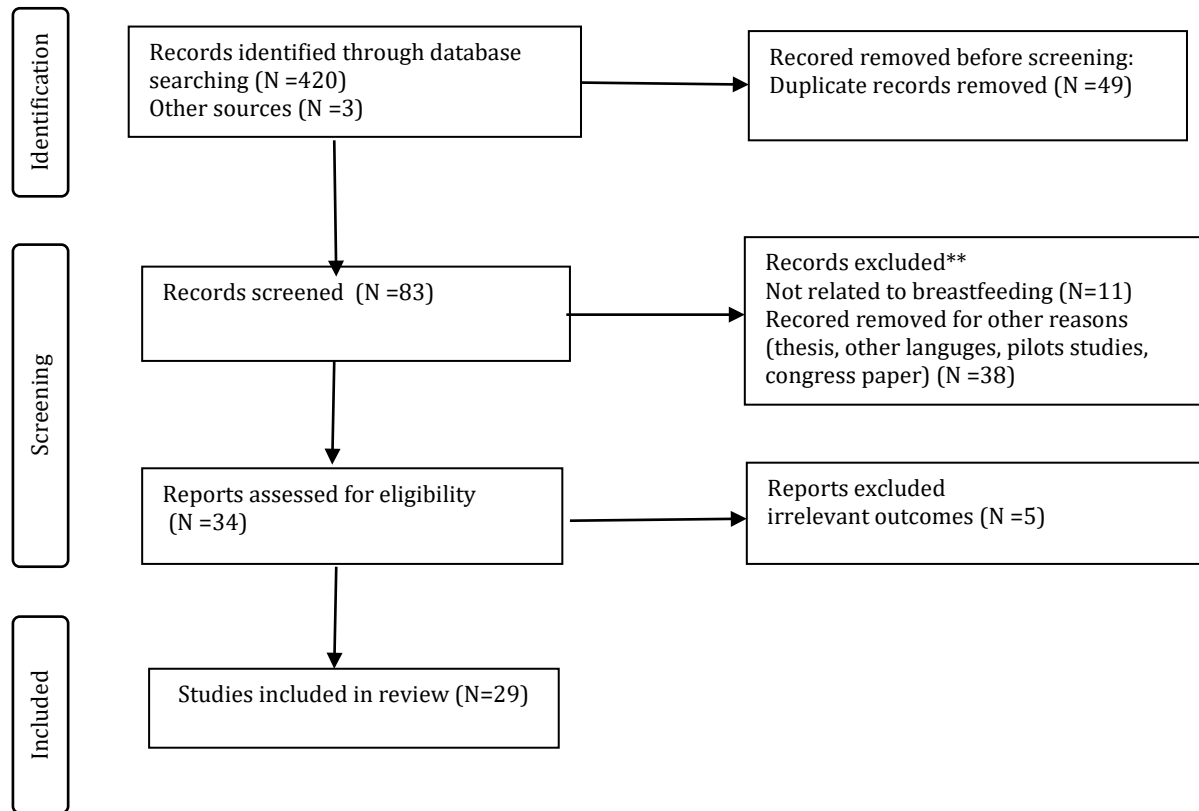 Identification
Records identified through database
searching (N =420)
Other sources (N =3)
Recored removed before screening:
Duplicate records removed (N =49)
Screening
Records screened  (N =83)
Records excluded**
Not related to breastfeeding (N=11)
Recored removed for other reasons
(thesis, other languges, pilots studies,
congress paper) (N =38)
Reports assessed for eligibility
(N =34)
Reports excluded
irrelevant outcomes (N =5)
Included
Studies included in review (N=29)